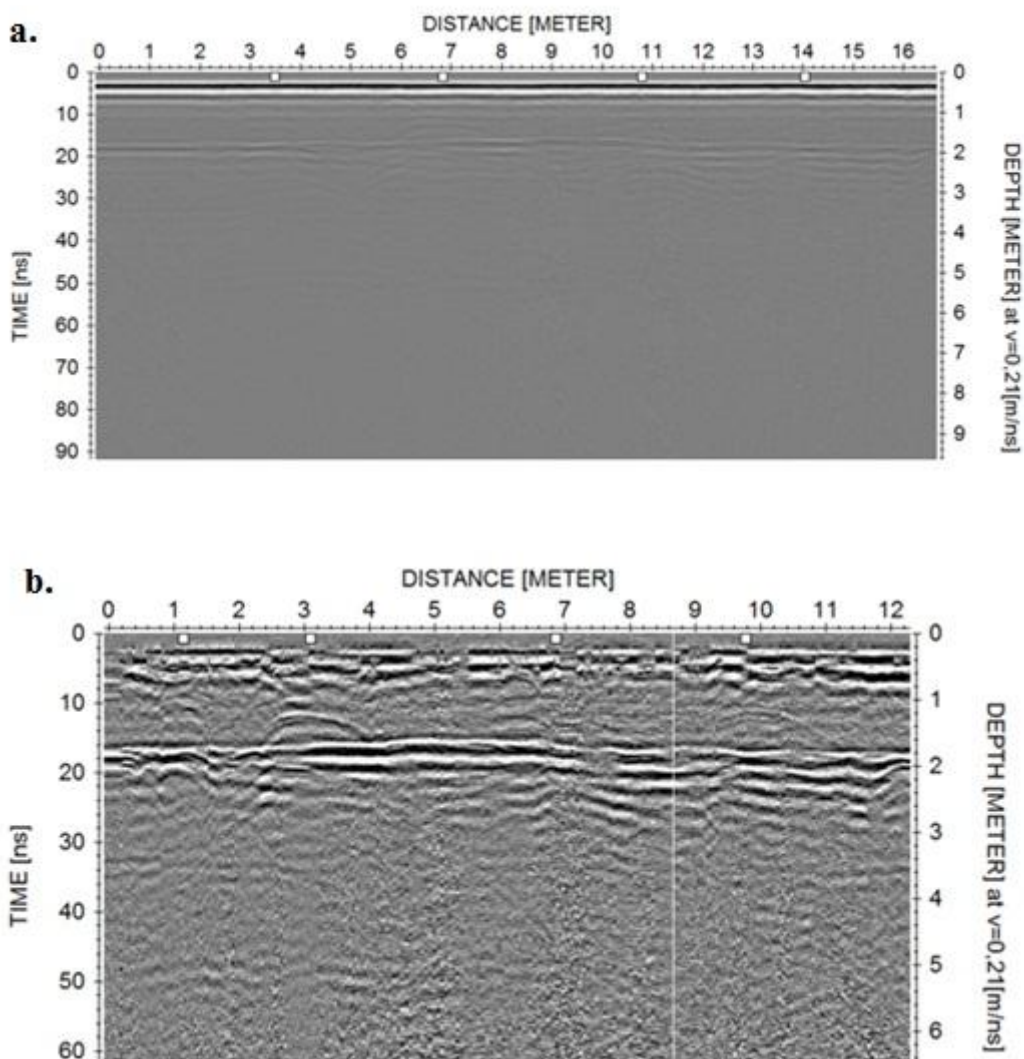 a.
DISTANCE [METER]
0 1 2 3 4 5 6 7 8 9 10 11 12 13 14 15 16
0 0
10 1
20 2
30 3
40 4
50 5
60 6
70 7
80 8
90 9
TIME [ns]
DEPTH [METER] at v=0,21[m/ns]
b.
DISTANCE [METER]
0 1 2 3 4 5 6 7 8 9 10 11 12
0 0
10 1
20 2
30 3
40 4
50 5
60 6
TIME [ns]
DEPTH [METER] at v=0,21[m/ns]